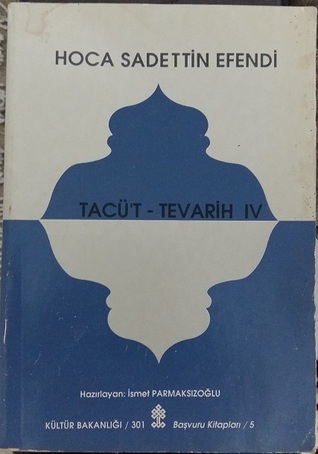 HOCA SADETTİN EFENDİ
TACÜ'T - TEVARİH IV
Hazırlayan: İsmet PARMAKSIZOĞLU
KÜLTÜR BAKANLIĞI / 301 Başvuru Kitapları / 5